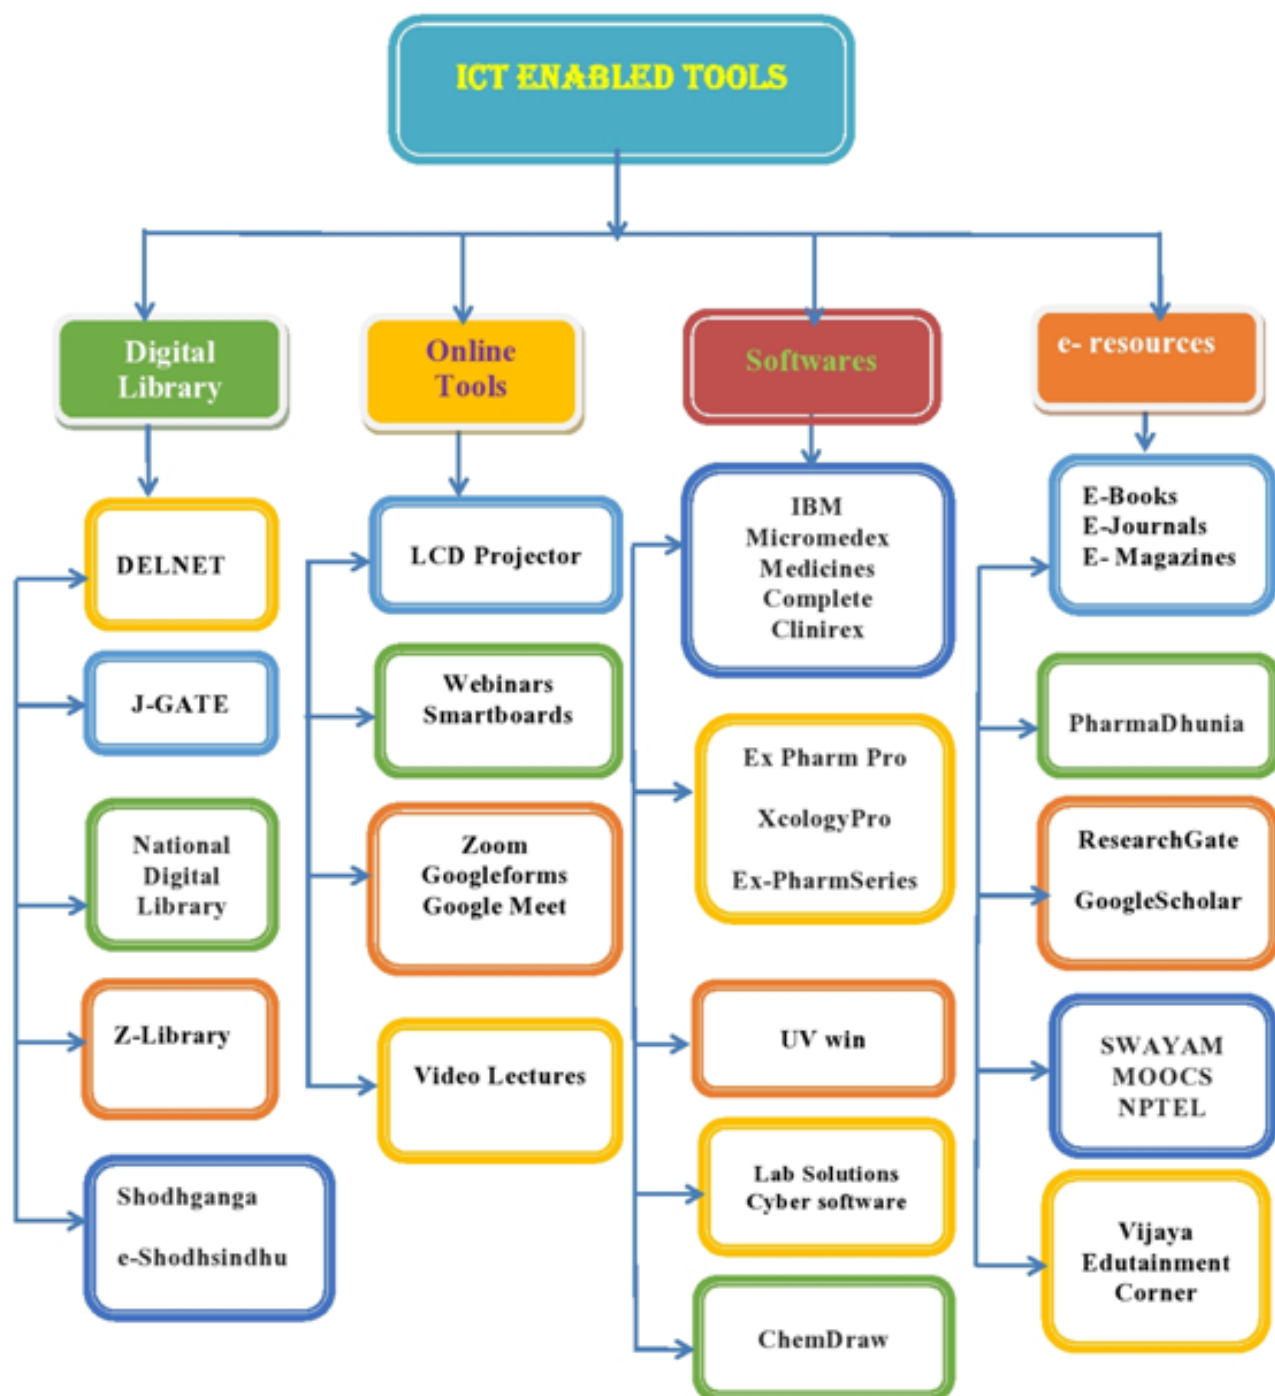 ICT ENABLED TOOLS
Digital
Library
DELNET
J-GATE
National
Digital
Library
Z-Library
Shodhganga
e-Shodhsindhu
Online
Tools
LCD Projector
Webinars
Smartboards
Zoom
Googleforms
Google Meet
Video Lectures
Softwares
IBM
Micromedex
Medicines
Complete
Clinirex
Ex Pharm Pro
XcologyPro
Ex-PharmSeries
UV win
Lab Solutions
Cyber software
ChemDraw
e- resources
E-Books
E-Journals
E- Magazines
PharmaDhunia
ResearchGate
GoogleScholar
SWAYAM
MOOCS
NPTEL
Vijaya
Edutainment
Corner